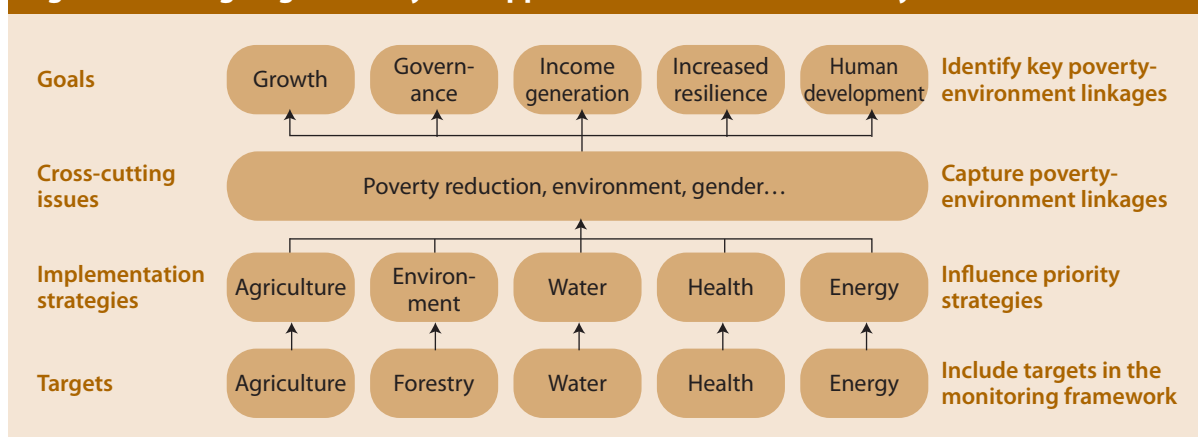 Goals
Growth
Govern-
ance
Income
generation
Increased
resilience
Human
development
Identify key poverty-
environment linkages
Cross-cutting
issues
Poverty reduction, environment, gender…
Capture poverty-
environment linkages
Implementation
strategies
Agriculture
Environ-
ment
Water
Health
Energy
Influence priority
strategies
Targets
Agriculture
Forestry
Water
Health
Energy
Include targets in the
monitoring framework